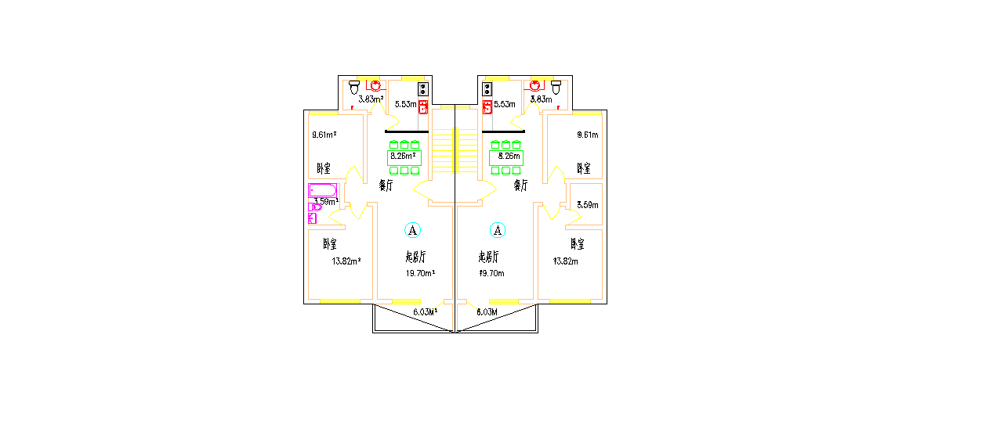 3.83m²
5.53m
5.53m
3.83m
9.61m²
8.26m²
8.26m
9.61m
卧室
卧室
餐厅
餐厅
3.59m²
3.59m
A
A
卧室
卧室
13.82m²
起居厅
起居厅
13.82m
19.70m²
19.70m
6.03M²
6.03M